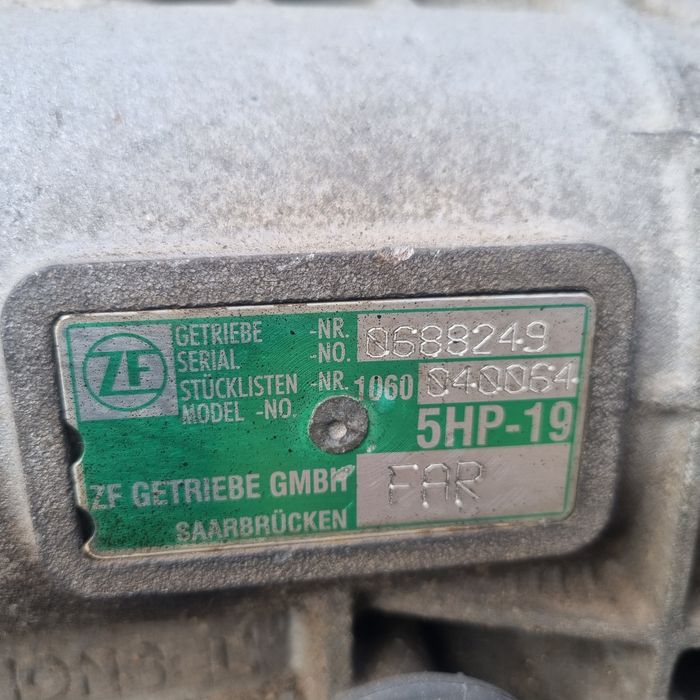 ZF
GETRIEBE -NR. 0688249
SERIAL -NO.
STÜCKLISTEN -NR. 1060 040064
MODEL -NO.
5HP-19
ZF GETRIEBE GMBH FAR
SAARBRÜCKEN